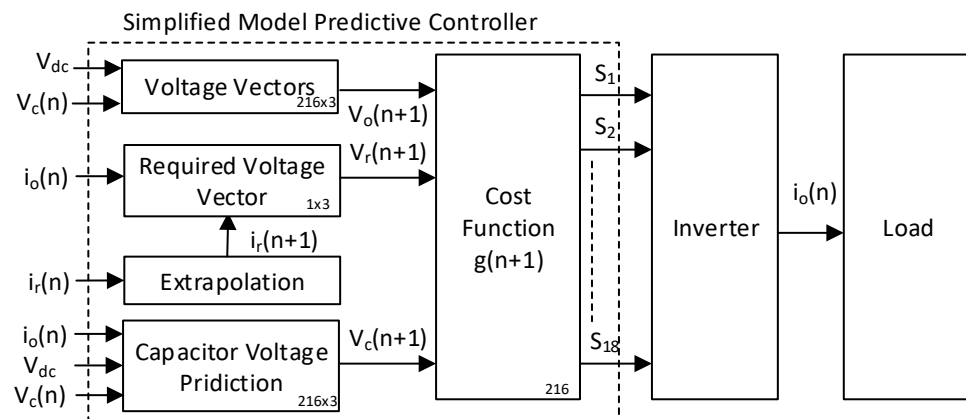 Simplified Model Predictive Controller
Vdc
Vc(n)
Voltage Vectors
216x3
Vo(n+1)
io(n)
Required Voltage
Vector
1x3
Vr(n+1)
ir(n+1)
ir(n)
Extrapolation
io(n)
Vdc
Vc(n)
Capacitor Voltage
Pridiction
216x3
Vc(n+1)
Cost
Function
g(n+1)
216
S1
S2
S18
Inverter
io(n)
Load